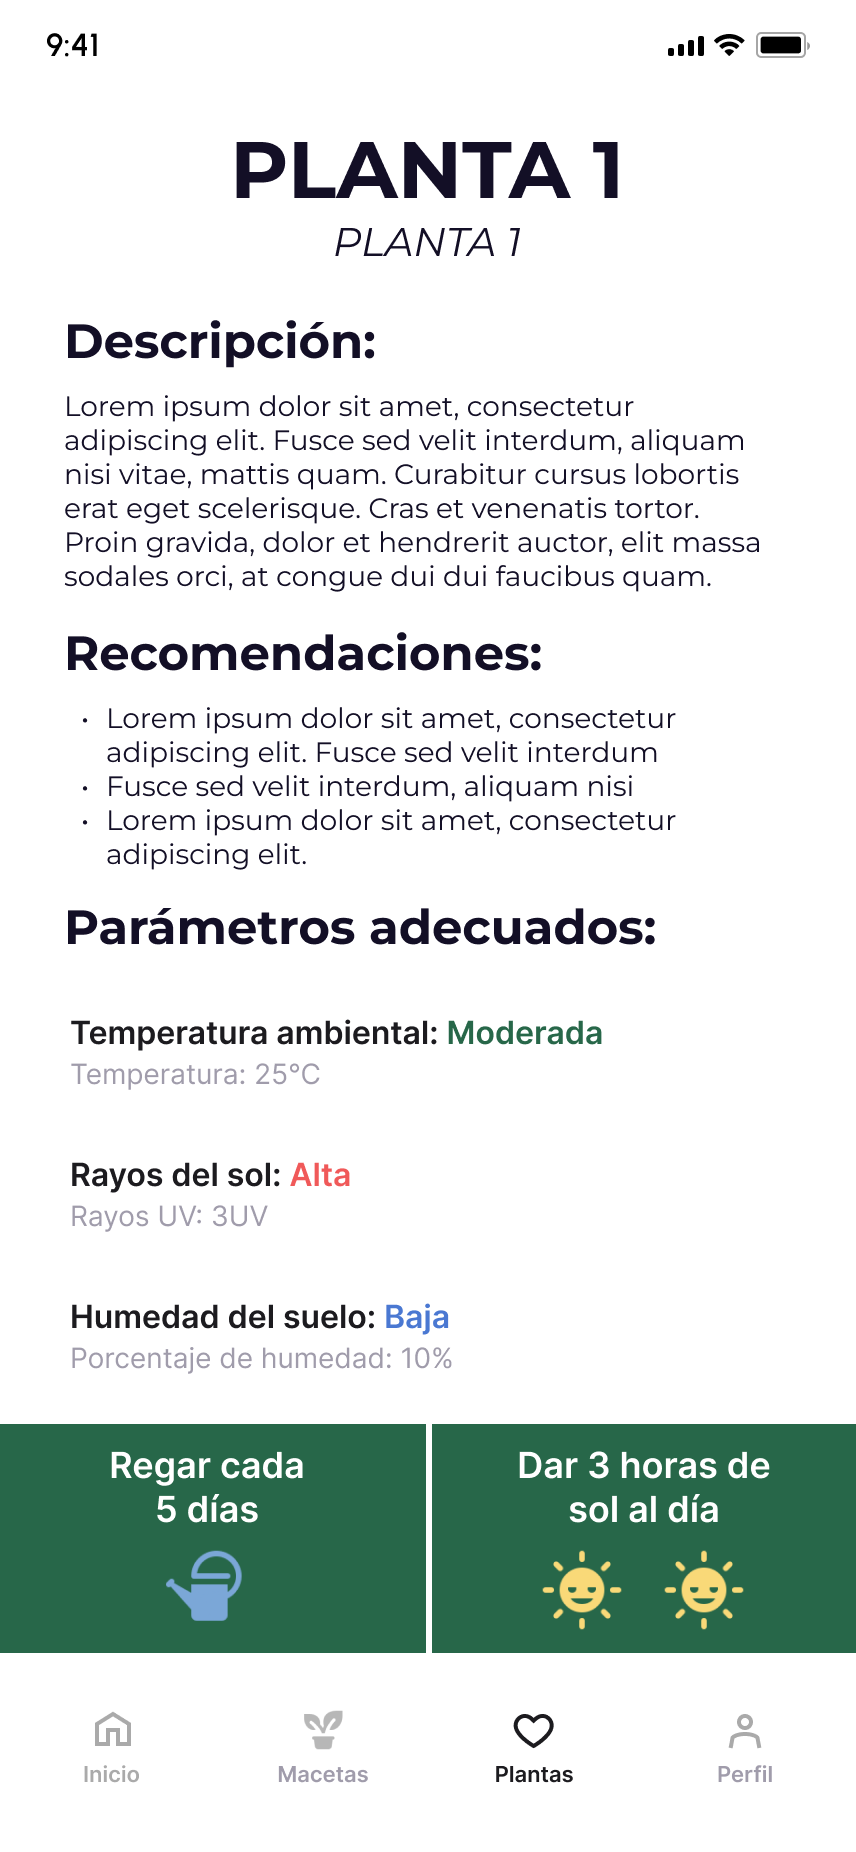 9:41
PLANTA 1
PLANTA 1
Descripción:
Lorem ipsum dolor sit amet, consectetur
adipiscing elit. Fusce sed velit interdum, aliquam
nisi vitae, mattis quam. Curabitur cursus lobortis
erat eget scelerisque. Cras et venenatis tortor.
Proin gravida, dolor et hendrerit auctor, elit massa
sodales orci, at congue dui dui faucibus quam.
Recomendaciones:
• Lorem ipsum dolor sit amet, consectetur
adipiscing elit. Fusce sed velit interdum
• Fusce sed velit interdum, aliquam nisi
• Lorem ipsum dolor sit amet, consectetur
adipiscing elit.
Parámetros adecuados:
Temperatura ambiental: Moderada
Temperatura: 25°C
Rayos del sol: Alta
Rayos UV: 3UV
Humedad del suelo: Baja
Porcentaje de humedad: 10%
Regar cada
5 días
Dar 3 horas de
sol al día
Inicio
Macetas
Plantas
Perfil